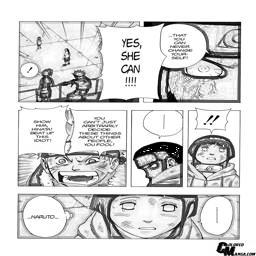 ...THAT
YOU CAN
NEVER
CHANGE
YOUR-
SELF!
YES,
SHE
CAN
!!!!
!
!!
YOU
CAN'T JUST
ARBITRARILY
DECIDE
THESE THINGS
ABOUT OTHER
PEOPLE,
YOU FOOL!
SHOW
HIM,
HINATA!
BEAT UP
THIS
IDIOT!
...NARUTO...
COLORED
MANGA.COM